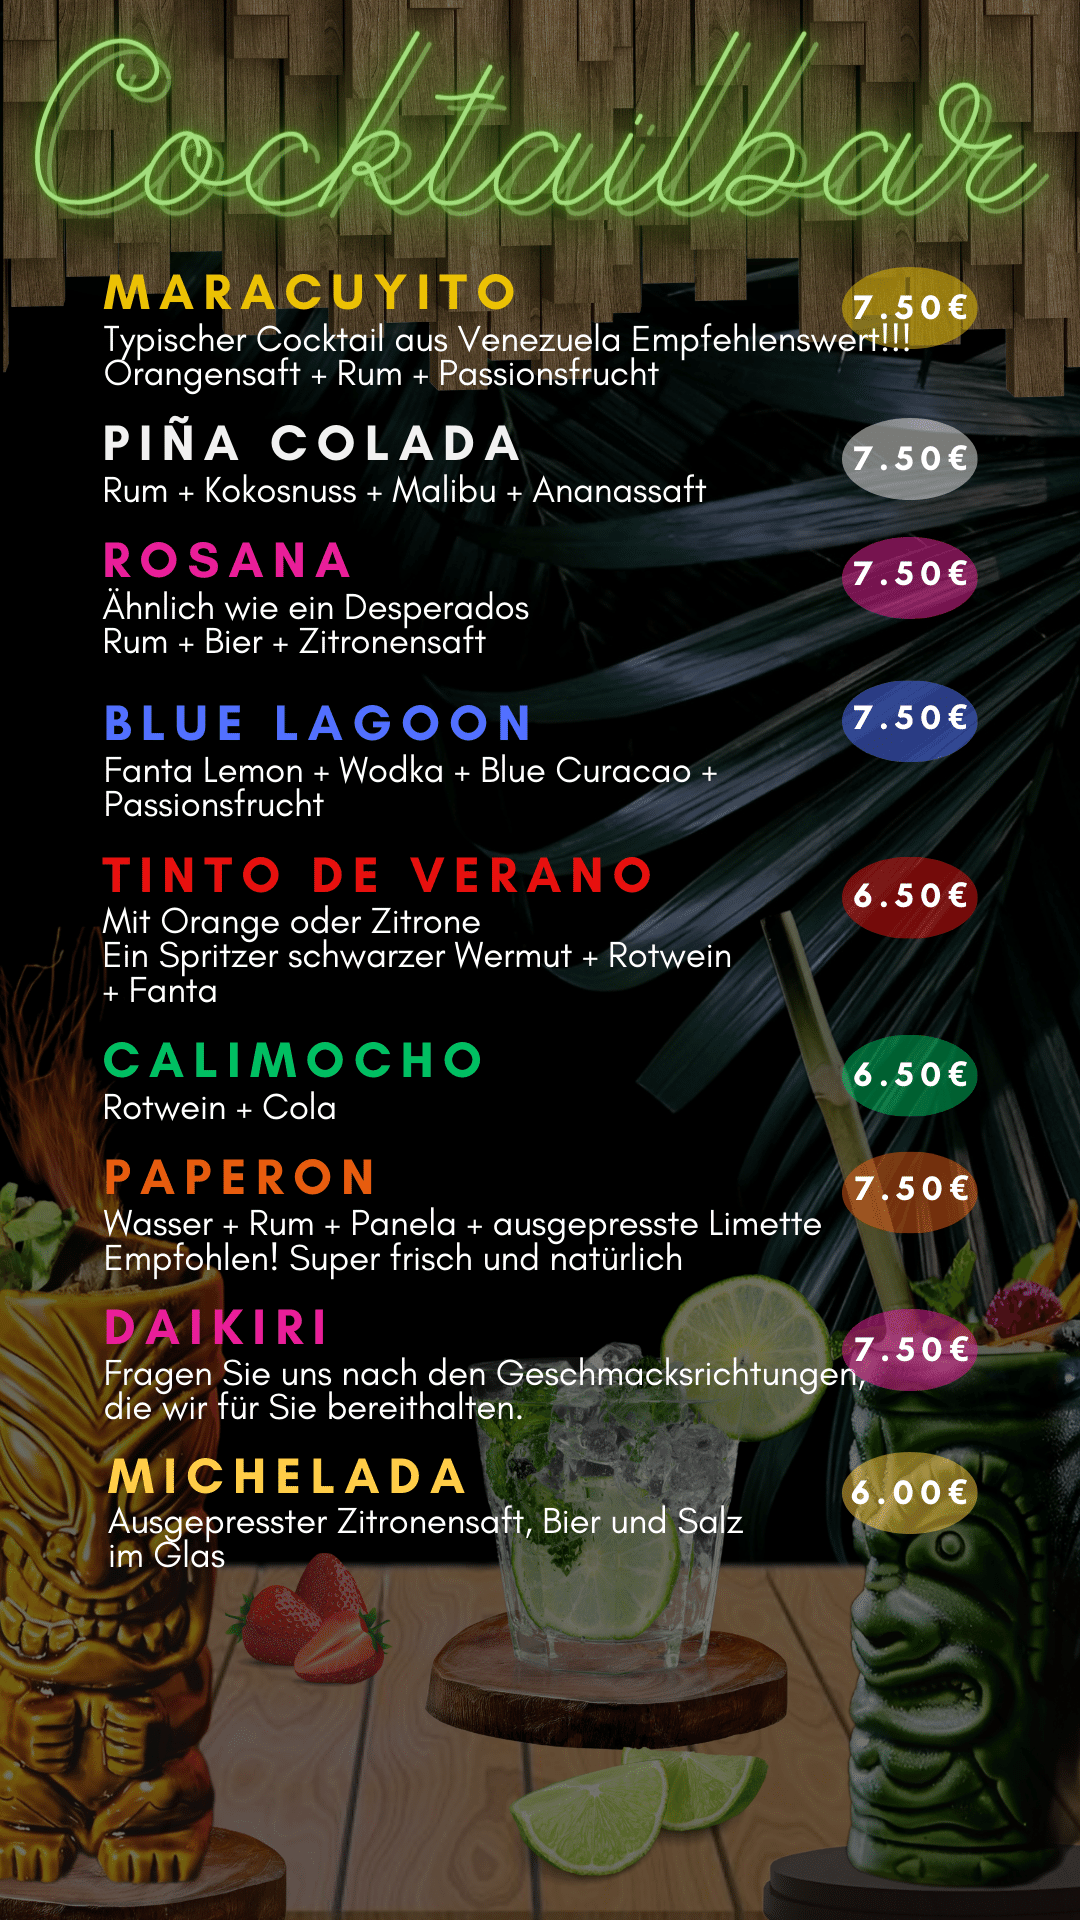 Cocktailbar
MARACUYITO
7.50€
Typischer Cocktail aus Venezuela Empfehlenswert!!!
Orangensaft + Rum + Passionsfrucht
PIÑA COLADA
7.50€
Rum + Kokosnuss + Malibu + Ananassaft
ROSANA
7.50€
Ähnlich wie ein Desperados
Rum + Bier + Zitronensaft
BLUE LAGOON
7.50€
Fanta Lemon + Wodka + Blue Curacao +
Passionsfrucht
TINTO DE VERANO
6.50€
Mit Orange oder Zitrone
Ein Spritzer schwarzer Wermut + Rotwein
+ Fanta
CALIMOCHO
6.50€
Rotwein + Cola
PAPERON
7.50€
Wasser + Rum + Panela + ausgepresste Limette
Empfohlen! Super frisch und natürlich
DAIKIRI
7.50€
Fragen Sie uns nach den Geschmacksrichtungen,
die wir für Sie bereithalten.
MICHELADA
6.00€
Ausgepresster Zitronensaft, Bier und Salz
im Glas